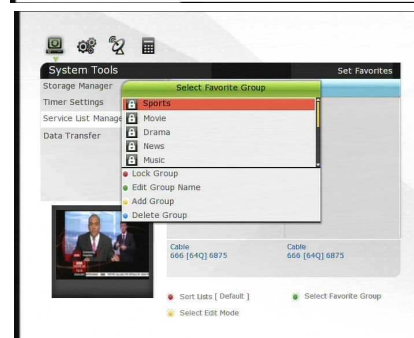 System Tools
Set Favorites
Storage Manager
Timer Settings
Service List Manage
Data Transfer
Select Favorite Group
Sports
Movie
Drama
News
Music
Lock Group
Edit Group Name
Add Group
Delete Group
Cable
666 [64Q] 6875
Cable
666 [64Q] 6875
Sort Lists [ Default ]
Select Favorite Group
Select Edit Mode